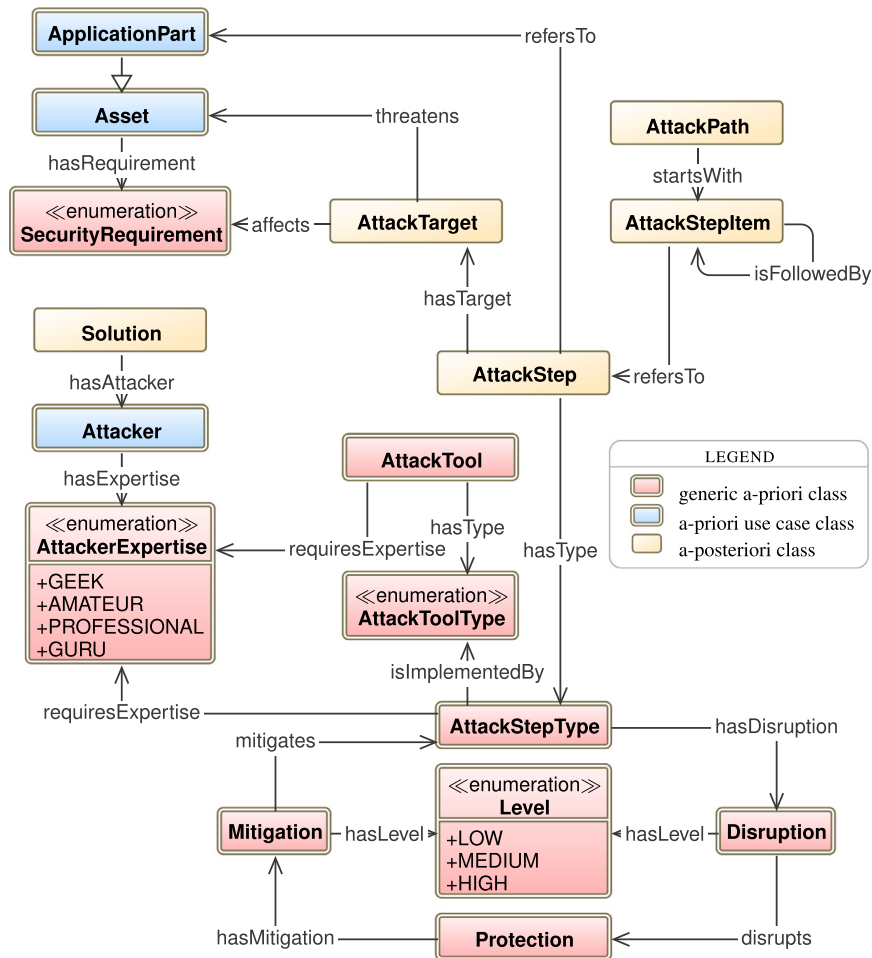 ApplicationPart
refersTo
Asset
threatens
AttackPath
hasRequirement
startsWith
≪enumeration≫
SecurityRequirement
affects
AttackTarget
AttackStepItem
isFollowedBy
hasTarget
Solution
hasAttacker
AttackStep
refersTo
Attacker
hasExpertise
AttackTool
LEGEND
generic a-priori class
a-priori use case class
a-posteriori class
≪enumeration≫
AttackerExpertise
+GEEK
+AMATEUR
+PROFESSIONAL
+GURU
hasType
requiresExpertise
hasType
≪enumeration≫
AttackToolType
isImplementedBy
requiresExpertise
AttackStepType
hasDisruption
mitigates
≪enumeration≫
Level
+LOW
+MEDIUM
+HIGH
Mitigation
hasLevel
hasLevel
Disruption
hasMitigation
Protection
disrupts